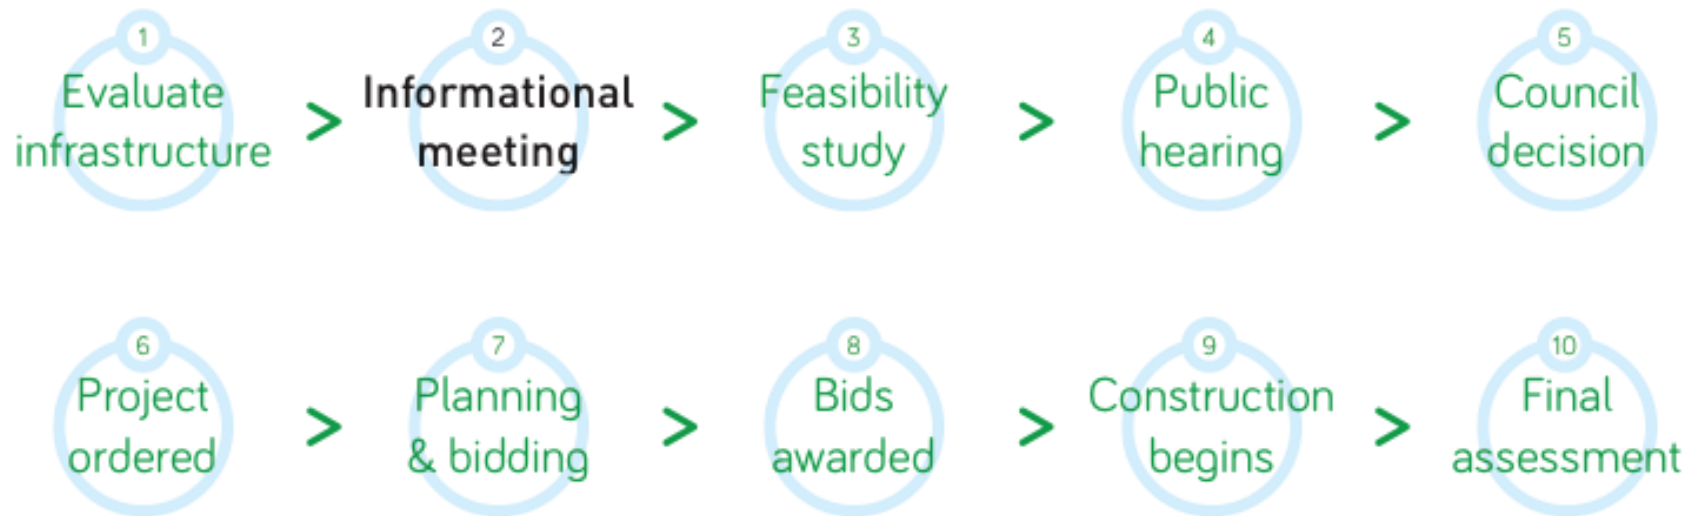 1
Evaluate
infrastructure
>
2
Informational
meeting
>
3
Feasibility
study
>
4
Public
hearing
>
5
Council
decision
6
Project
ordered
>
7
Planning
& bidding
>
8
Bids
awarded
>
9
Construction
begins
>
10
Final
assessment